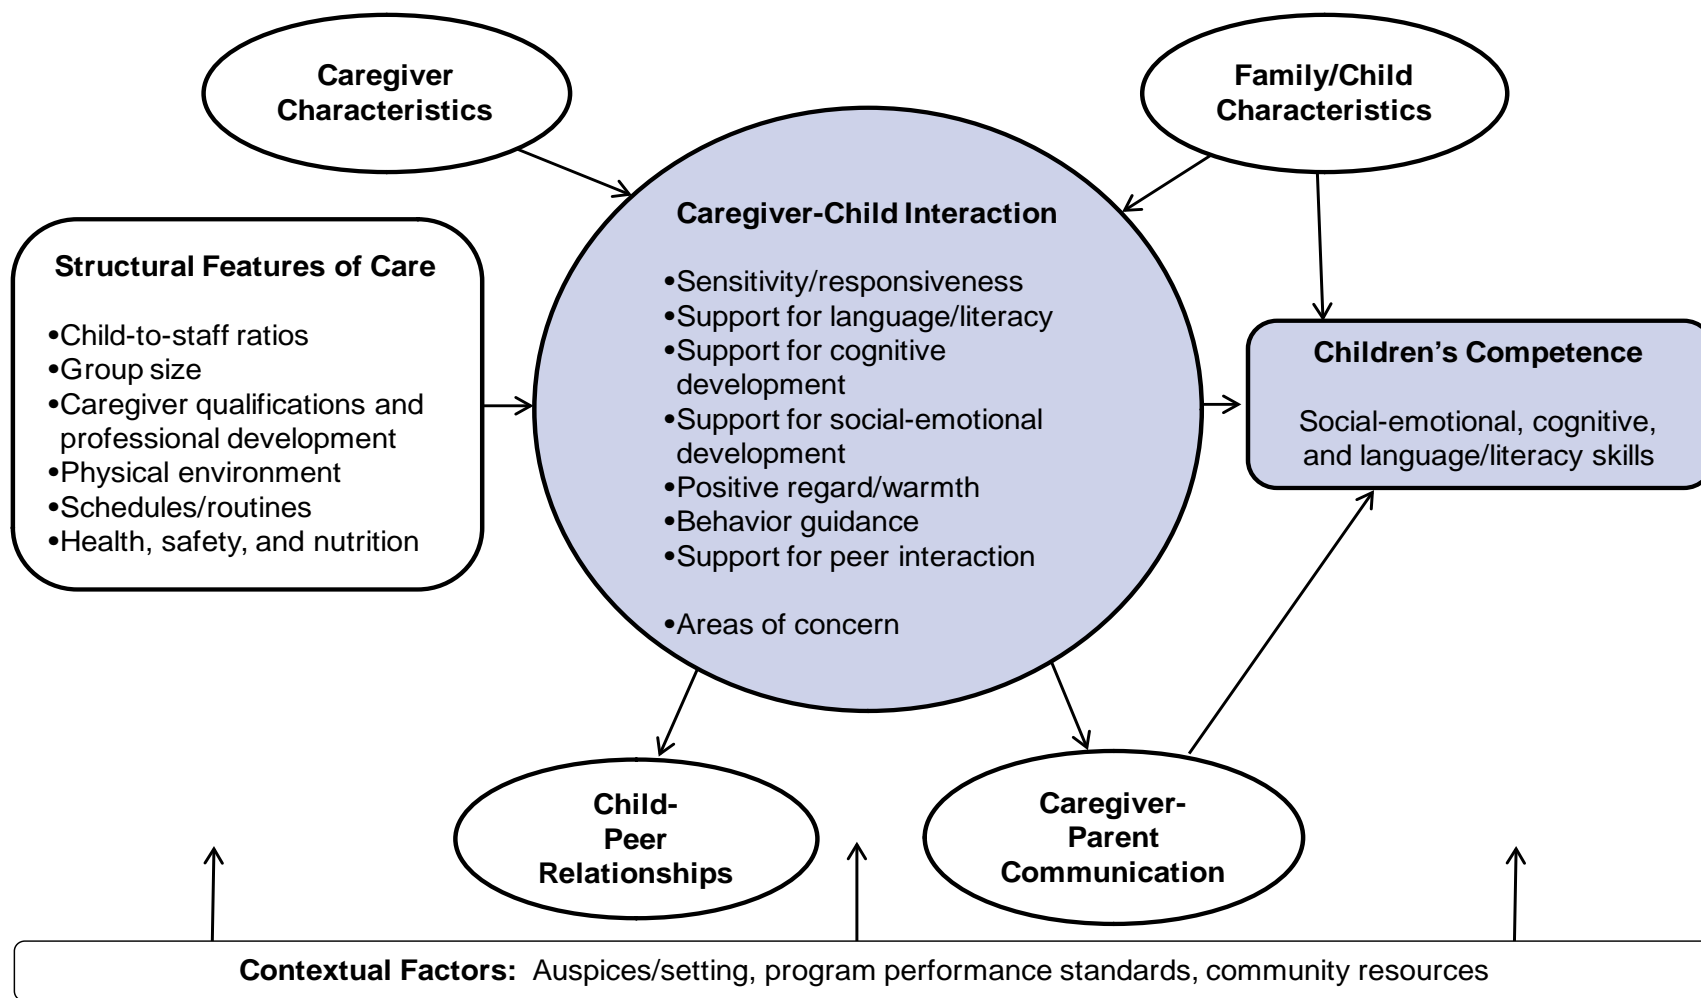 Caregiver
Characteristics
Family/Child
Characteristics
Structural Features of Care
•Child-to-staff ratios
•Group size
•Caregiver qualifications and
professional development
•Physical environment
•Schedules/routines
•Health, safety, and nutrition
Caregiver-Child Interaction
•Sensitivity/responsiveness
•Support for language/literacy
•Support for cognitive
development
•Support for social-emotional
development
•Positive regard/warmth
•Behavior guidance
•Support for peer interaction
•Areas of concern
Children’s Competence
Social-emotional, cognitive,
and language/literacy skills
Child-
Peer
Relationships
Caregiver-
Parent
Communication
Contextual Factors: Auspices/setting, program performance standards, community resources